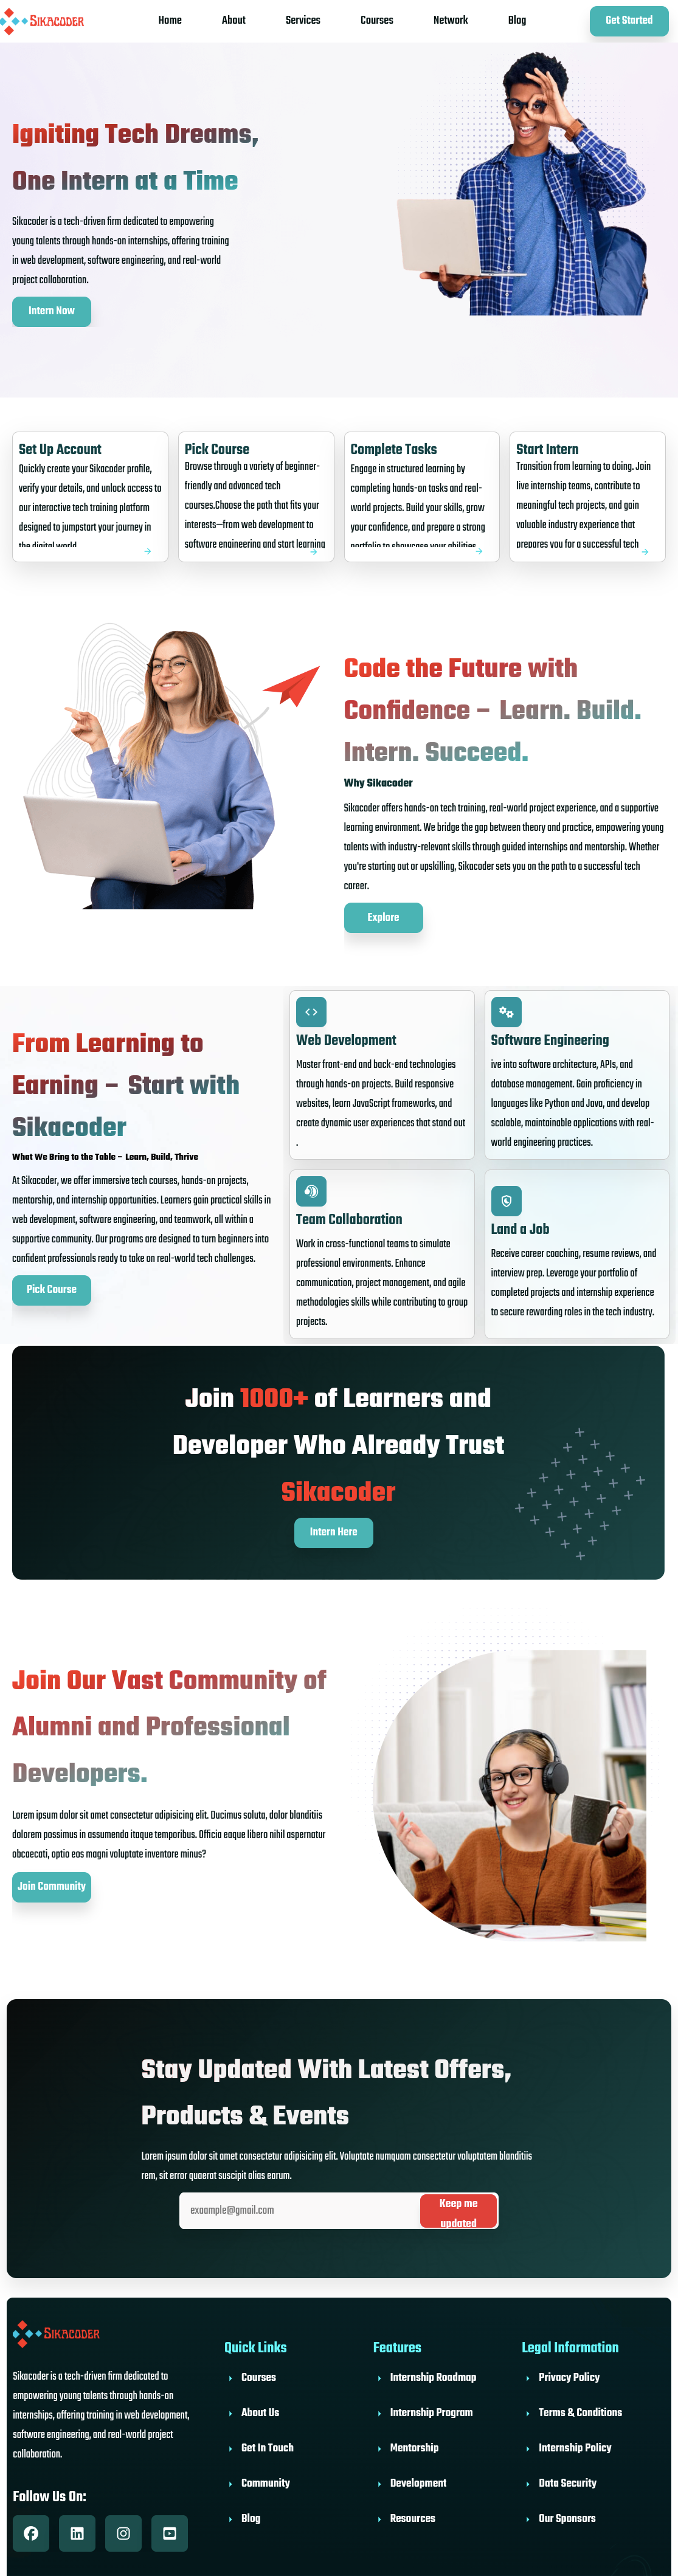 Sikacoder
Home
About
Services
Courses
Network
Blog
Get Started
Igniting Tech Dreams,
One Intern at a Time
Sikacoder is a tech-driven firm dedicated to empowering
young talents through hands-on internships, offering training
in web development, software engineering, and real-world
project collaboration.
Intern Now
Set Up Account
Quickly create your Sikacoder profile,
verify your details, and unlock access to
our interactive tech training platform
designed to jumpstart your journey in
the digital world
Pick Course
Browse through a variety of beginner-
friendly and advanced tech
courses.Choose the path that fits your
interests—from web development to
software engineering and start learning
Complete Tasks
Engage in structured learning by
completing hands-on tasks and real-
world projects. Build your skills, grow
your confidence, and prepare a strong
portfolio to showcase your abilities
Start Intern
Transition from learning to doing. Join
live internship teams, contribute to
meaningful tech projects, and gain
valuable industry experience that
prepares you for a successful tech
Code the Future with
Confidence – Learn. Build.
Intern. Succeed.
Why Sikacoder
Sikacoder offers hands-on tech training, real-world project experience, and a supportive
learning environment. We bridge the gap between theory and practice, empowering young
talents with industry-relevant skills through guided internships and mentorship. Whether
you're starting out or upskilling, Sikacoder sets you on the path to a successful tech
career.
Explore
From Learning to
Earning – Start with
Sikacoder
What We Bring to the Table – Learn, Build, Thrive
At Sikacoder, we offer immersive tech courses, hands-on projects,
mentorship, and internship opportunities. Learners gain practical skills in
web development, software engineering, and teamwork, all within a
supportive community. Our programs are designed to turn beginners into
confident professionals ready to take on real-world tech challenges.
Pick Course
Web Development
Master front-end and back-end technologies
through hands-on projects. Build responsive
websites, learn JavaScript frameworks, and
create dynamic user experiences that stand out
.
Software Engineering
ive into software architecture, APIs, and
database management. Gain proficiency in
languages like Python and Java, and develop
scalable, maintainable applications with real-
world engineering practices.
Team Collaboration
Work in cross-functional teams to simulate
professional environments. Enhance
communication, project management, and agile
methodologies skills while contributing to group
projects.
Land a Job
Receive career coaching, resume reviews, and
interview prep. Leverage your portfolio of
completed projects and internship experience
to secure rewarding roles in the tech industry.
Join 1000+ of Learners and
Developer Who Already Trust
Sikacoder
Intern Here
Join Our Vast Community of
Alumni and Professional
Developers.
Lorem ipsum dolor sit amet consectetur adipisicing elit. Ducimus soluta, dolor blanditiis
dolorem possimus in assumenda itaque temporibus. Officia eaque libero nihil aspernatur
obcaecati, optio eos magni voluptate inventore minus?
Join Community
Stay Updated With Latest Offers,
Products & Events
Lorem ipsum dolor sit amet consectetur adipisicing elit. Voluptate numquam consectetur voluptatem blanditiis
rem, sit error quaerat suscipit alias earum.
exaample@gmail.com
Keep me
updated
Sikacoder
Sikacoder is a tech-driven firm dedicated to
empowering young talents through hands-on
internships, offering training in web development,
software engineering, and real-world project
collaboration.
Follow Us On:
Quick Links
Courses
About Us
Get In Touch
Community
Blog
Features
Internship Roadmap
Internship Program
Mentorship
Development
Resources
Legal Information
Privacy Policy
Terms & Conditions
Internship Policy
Data Security
Our Sponsors